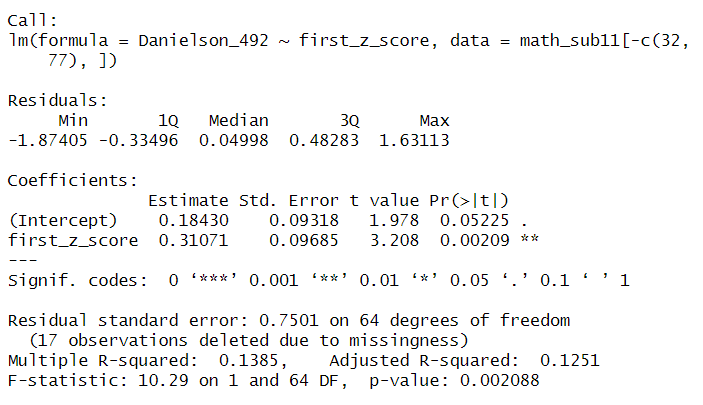 Call:
lm(formula = Danielson_492 ~ first_z_score, data = math_sub11[-c(32,
    77), ])

Residuals:
     Min       1Q   Median       3Q      Max
-1.87405 -0.33496  0.04998  0.48283  1.63113

Coefficients:
              Estimate Std. Error t value Pr(>|t|)
(Intercept)    0.18430    0.09318   1.978  0.05225 .
first_z_score  0.31071    0.09685   3.208  0.00209 **
---
Signif. codes:  0 ‘***’ 0.001 ‘**’ 0.01 ‘*’ 0.05 ‘.’ 0.1 ‘ ’ 1

Residual standard error: 0.7501 on 64 degrees of freedom
  (17 observations deleted due to missingness)
Multiple R-squared:  0.1385,	Adjusted R-squared:  0.1251
F-statistic: 10.29 on 1 and 64 DF,  p-value: 0.002088